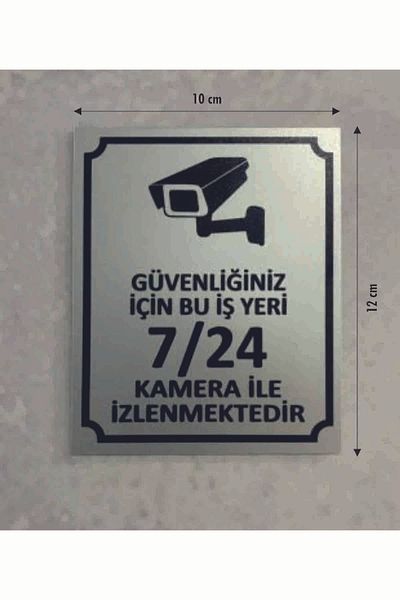 10 cm
12 cm
GÜVENLİĞİNİZ
İÇİN BU İŞ YERİ
7/24
KAMERA İLE
İZLENMEKTEDİR